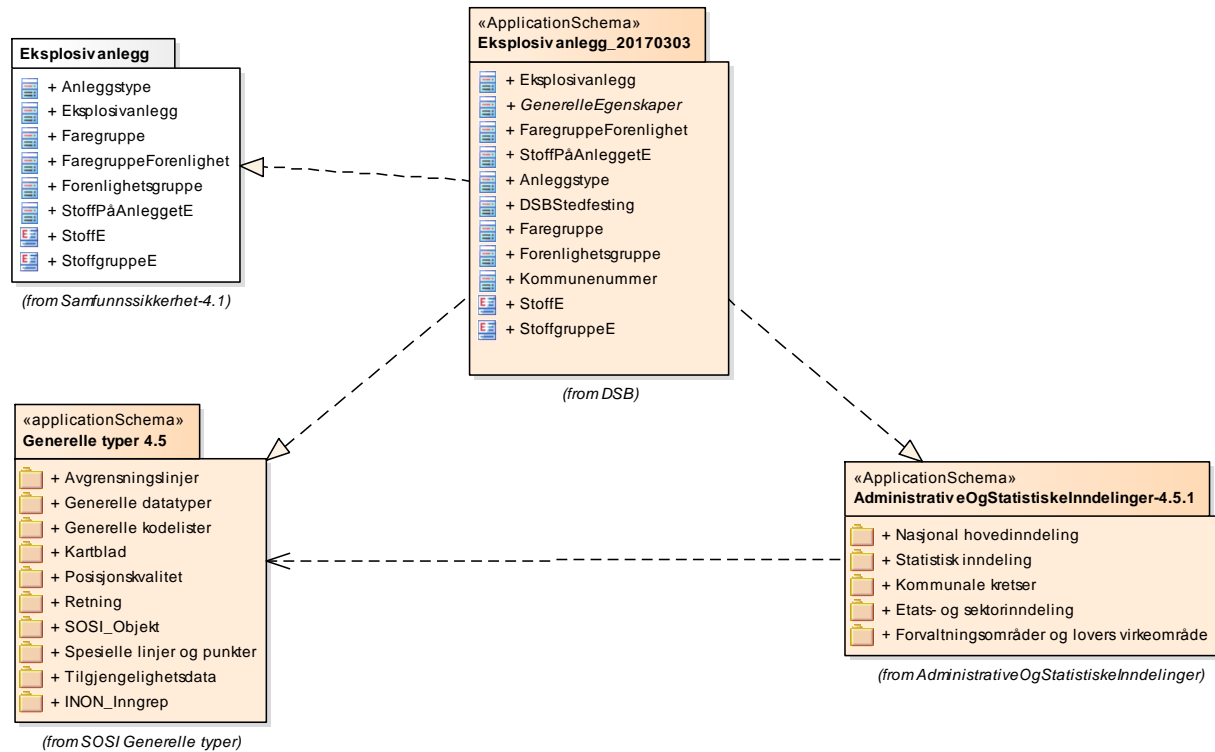 Eksplosivanlegg
+ Anleggstype
+ Eksplosivanlegg
+ Faregruppe
+ FaregruppeForenlighet
+ Forenlighetsgruppe
+ StoffPåAnleggetE
+ StoffE
+ StoffgruppeE
(from Samfunnssikkerhet-4.1)
«ApplicationSchema»
Eksplosivanlegg_20170303
+ Eksplosivanlegg
+ GenerelleEgenskaper
+ FaregruppeForenlighet
+ StoffPåAnleggetE
+ Anleggstype
+ DSBStedfesting
+ Faregruppe
+ Forenlighetsgruppe
+ Kommunenummer
+ StoffE
+ StoffgruppeE
(from DSB)
«applicationSchema»
Generelle typer 4.5
+ Avgrensningslinjer
+ Generelle datatyper
+ Generelle kodelister
+ Kartblad
+ Posisjonskvalitet
+ Retning
+ SOSI_Objekt
+ Spesielle linjer og punkter
+ Tilgjengelighetsdata
+ INON_Inngrep
(from SOSI Generelle typer)
«ApplicationSchema»
AdministrativeOgStatistiskeInndelinger-4.5.1
+ Nasjonal hovedinndeling
+ Statistisk inndeling
+ Kommunale kretser
+ Etats- og sektorinndeling
+ Forvaltningsområder og lovers virkeområde
(from AdministrativeOgStatistiskeInndelinger)